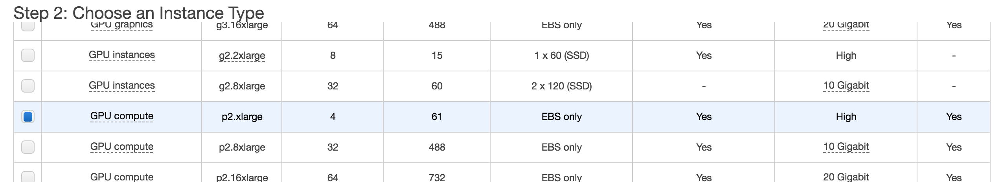 Step 2: Choose an Instance Type
GPU graphics g3.16xlarge 64 488 EBS only Yes 20 Gigabit Yes
GPU instances g2.2xlarge 8 15 1 x 60 (SSD) Yes High -
GPU instances g2.8xlarge 32 60 2 x 120 (SSD) - 10 Gigabit -
GPU compute p2.xlarge 4 61 EBS only Yes High Yes
GPU compute p2.8xlarge 32 488 EBS only Yes 10 Gigabit Yes
GPU compute p2.16xlarge 64 732 EBS only Yes 20 Gigabit Yes